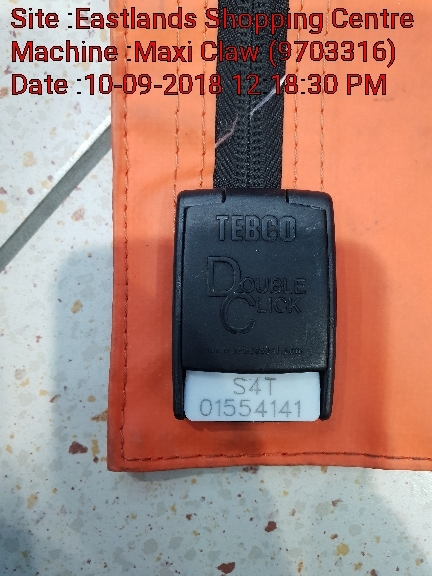 Site :Eastlands Shopping Centre
Machine :Maxi Claw (9703316)
Date :10-09-2018 12:18:30 PM
TEBCO
DOUBLE
CLICK
S4T
01554141